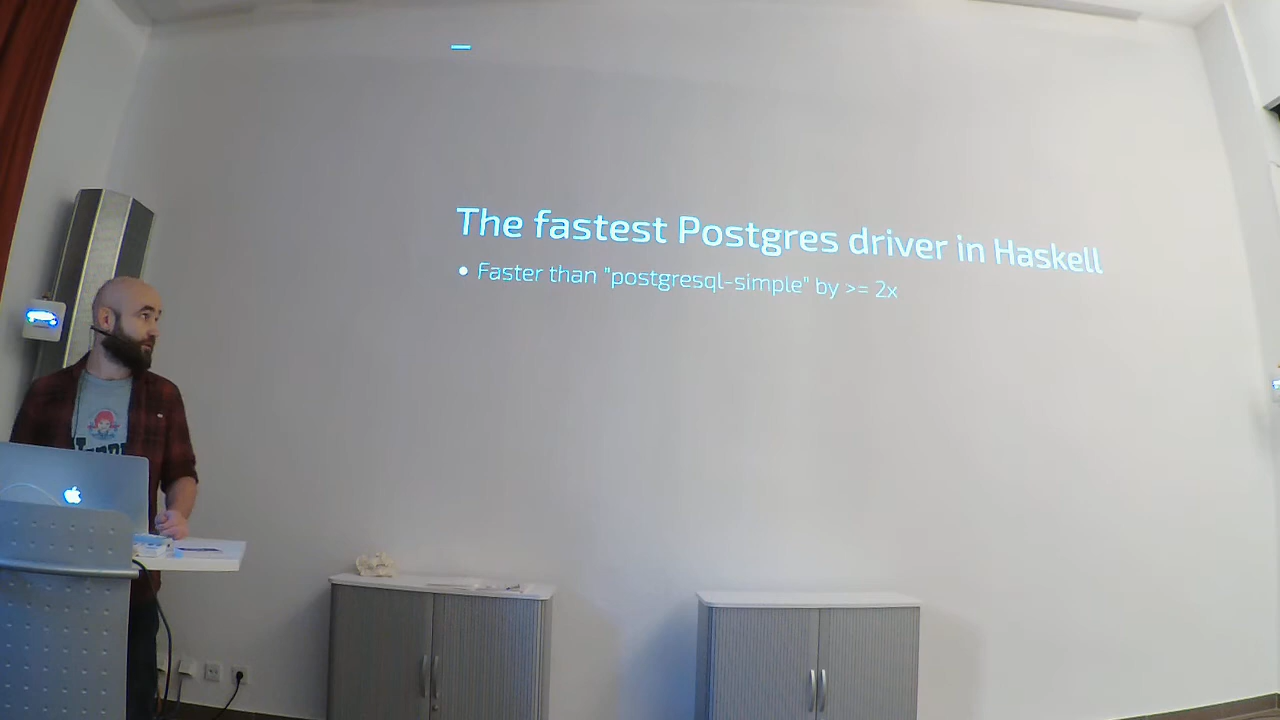 The fastest Postgres driver in Haskell
• Faster than "postgresql-simple" by >= 2x